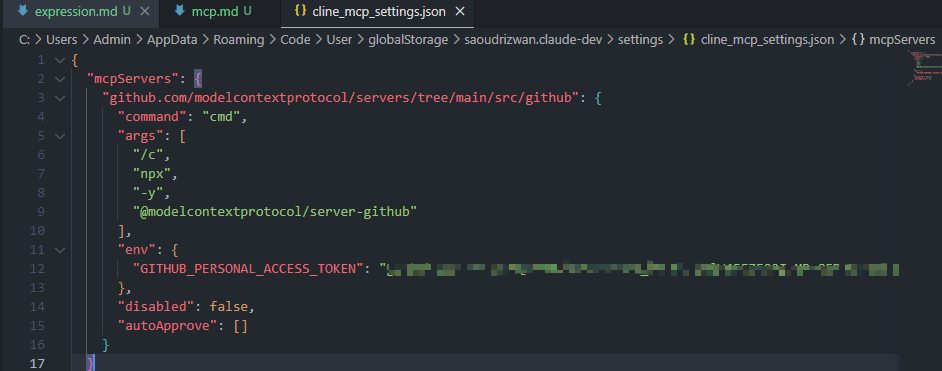 expression.md U
mcp.md U
cline_mcp_settings.json
C: > Users > Admin > AppData > Roaming > Code > User > globalStorage > saoudrizwan.claude-dev > settings > {} cline_mcp_settings.json > {} mcpServers
1 {
2 "mcpServers": {
3 "github.com/modelcontextprotocol/servers/tree/main/src/github": {
4 "command": "cmd",
5 "args": [
6 "/c",
7 "npx",
8 "-y",
9 "@modelcontextprotocol/server-github"
10 ],
11 "env": {
12 "GITHUB_PERSONAL_ACCESS_TOKEN": "
13 },
14 "disabled": false,
15 "autoApprove": []
16 }
17 }